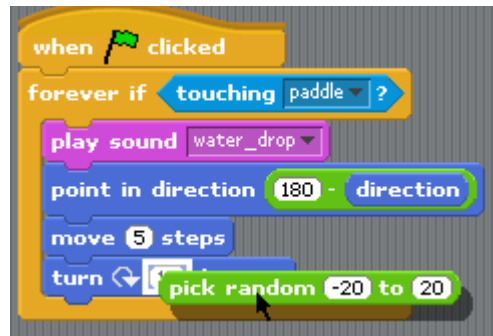 when clicked
forever if touching paddle ?
play sound water_drop
point in direction 180 - direction
move 5 steps
turn pick random -20 to 20